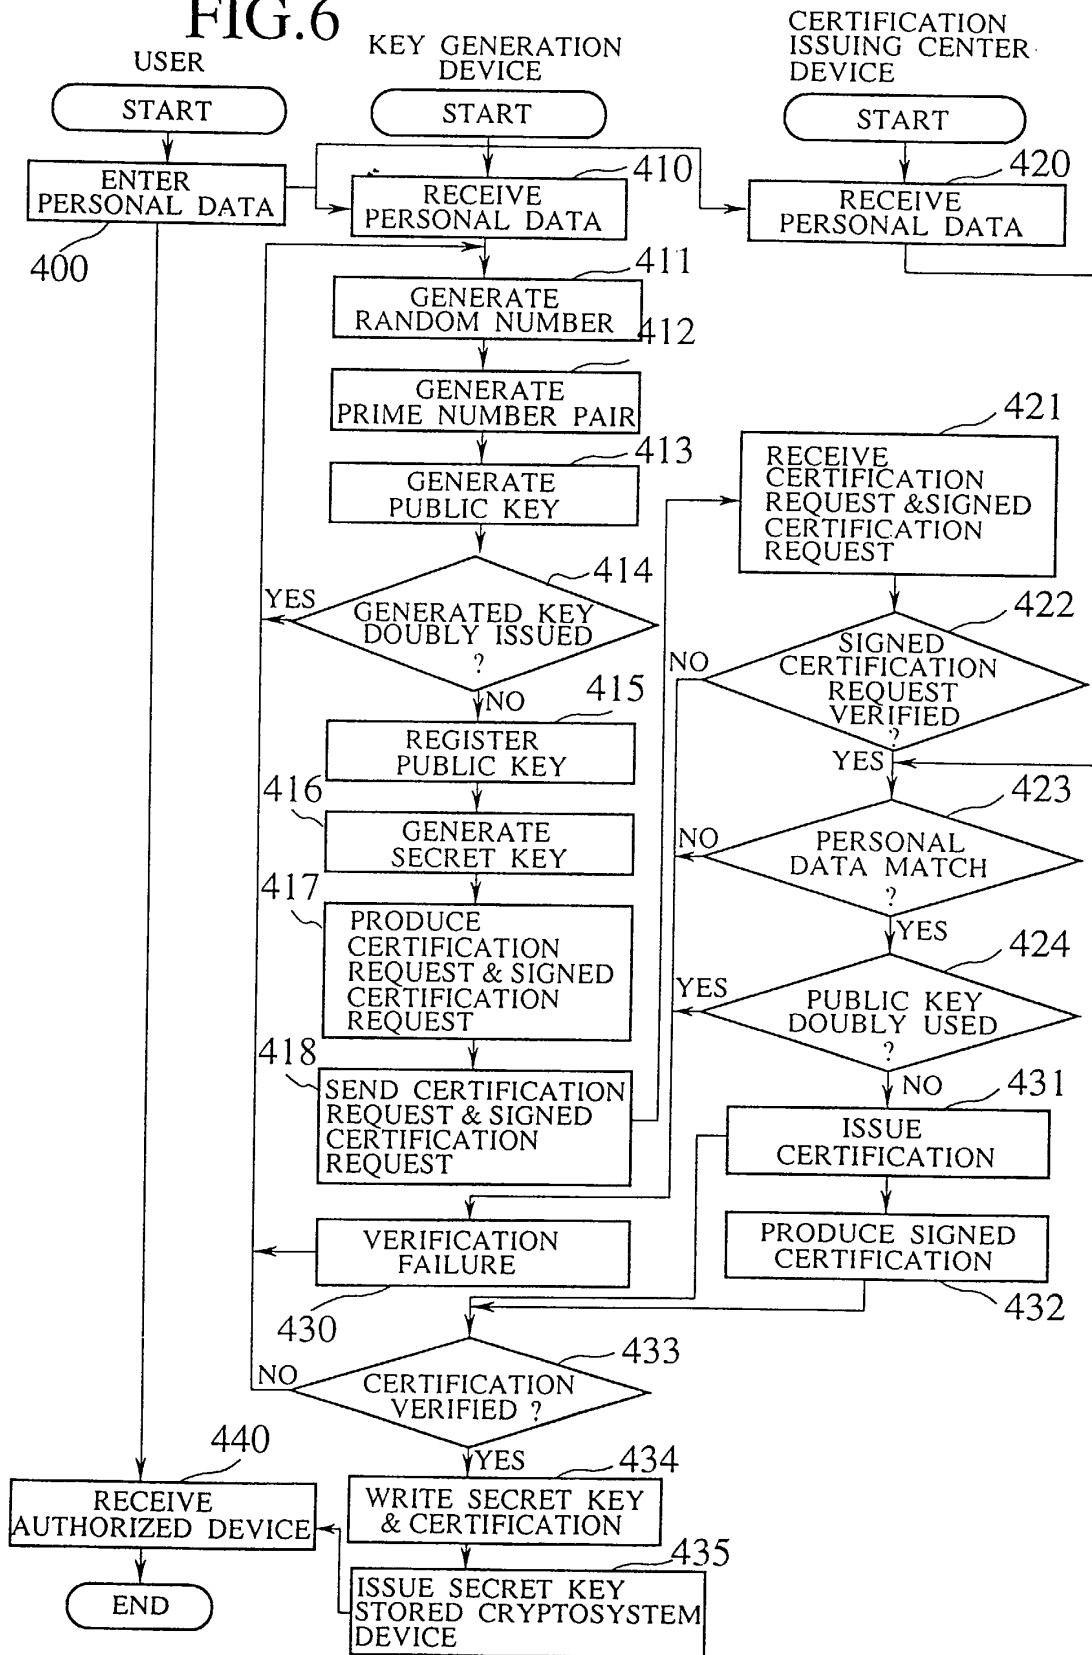 FIG.6
USER
KEY GENERATION
DEVICE
CERTIFICATION
ISSUING CENTER
DEVICE
START
START
START
ENTER
PERSONAL DATA
400
410
RECEIVE
PERSONAL DATA
420
RECEIVE
PERSONAL DATA
411
GENERATE
RANDOM NUMBER
412
GENERATE
PRIME NUMBER PAIR
413
GENERATE
PUBLIC KEY
414
YES
GENERATED KEY
DOUBLY ISSUED
?
NO
415
REGISTER
PUBLIC KEY
416
GENERATE
SECRET KEY
417
PRODUCE
CERTIFICATION
REQUEST & SIGNED
CERTIFICATION
REQUEST
418
SEND CERTIFICATION
REQUEST & SIGNED
CERTIFICATION
REQUEST
421
RECEIVE
CERTIFICATION
REQUEST &SIGNED
CERTIFICATION
REQUEST
422
NO
SIGNED
CERTIFICATION
REQUEST
VERIFIED
?
YES
423
NO
PERSONAL
DATA MATCH
?
YES
424
YES
PUBLIC KEY
DOUBLY USED
?
NO
431
ISSUE
CERTIFICATION
PRODUCE SIGNED
CERTIFICATION
432
VERIFICATION
FAILURE
430
433
NO
CERTIFICATION
VERIFIED ?
YES
434
WRITE SECRET KEY
& CERTIFICATION
435
ISSUE SECRET KEY
STORED CRYPTOSYSTEM
DEVICE
440
RECEIVE
AUTHORIZED DEVICE
END